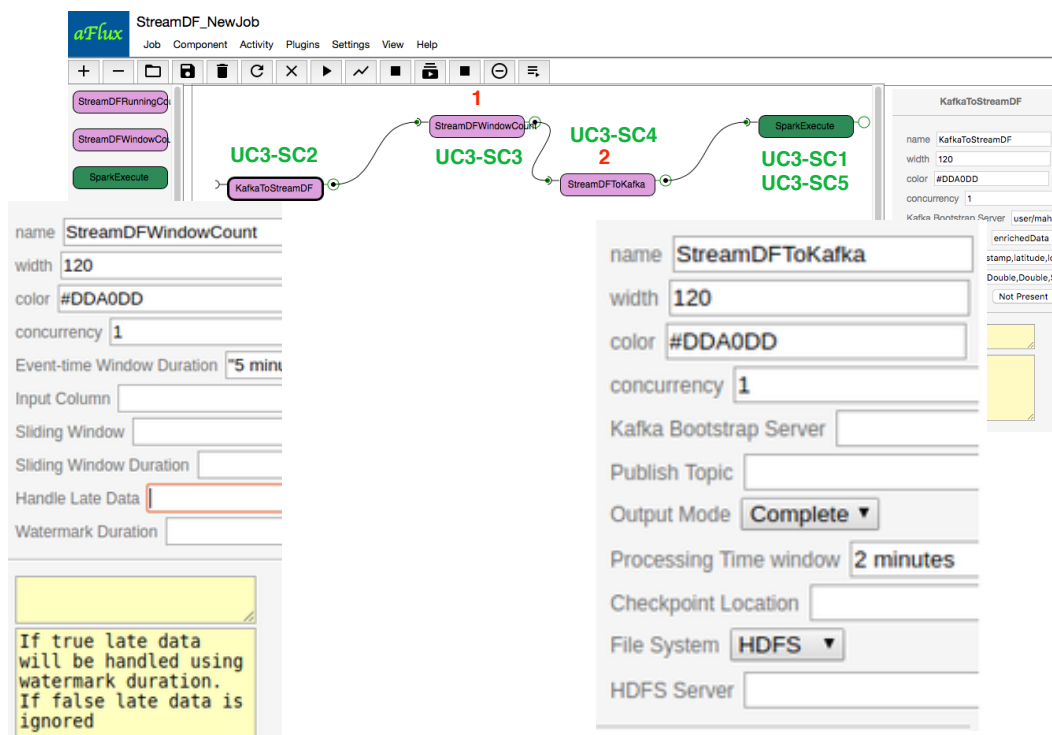 aFlux
StreamDF_NewJob
Job Component Activity Plugins Settings View Help
StreamDFRunningCou
StreamDFWindowCou
SparkExecute
1
StreamDFWindowCount
UC3-SC3
UC3-SC2
KafkaToStreamDF
UC3-SC4
2
StreamDFToKafka
SparkExecute
UC3-SC1
UC3-SC5
KafkaToStreamDF
name KafkaToStreamDF
width 120
color #DDA0DD
concurrency 1
Kafka Bootstrap Server user/mah
enrichedData
stamp,latitude,lo
Double,Double,S
Not Present
name StreamDFWindowCount
width 120
color #DDA0DD
concurrency 1
Event-time Window Duration "5 minu
Input Column
Sliding Window
Sliding Window Duration
Handle Late Data
Watermark Duration
If true late data
will be handled using
watermark duration.
If false late data is
ignored
name StreamDFToKafka
width 120
color #DDA0DD
concurrency 1
Kafka Bootstrap Server
Publish Topic
Output Mode Complete
Processing Time window 2 minutes
Checkpoint Location
File System HDFS
HDFS Server